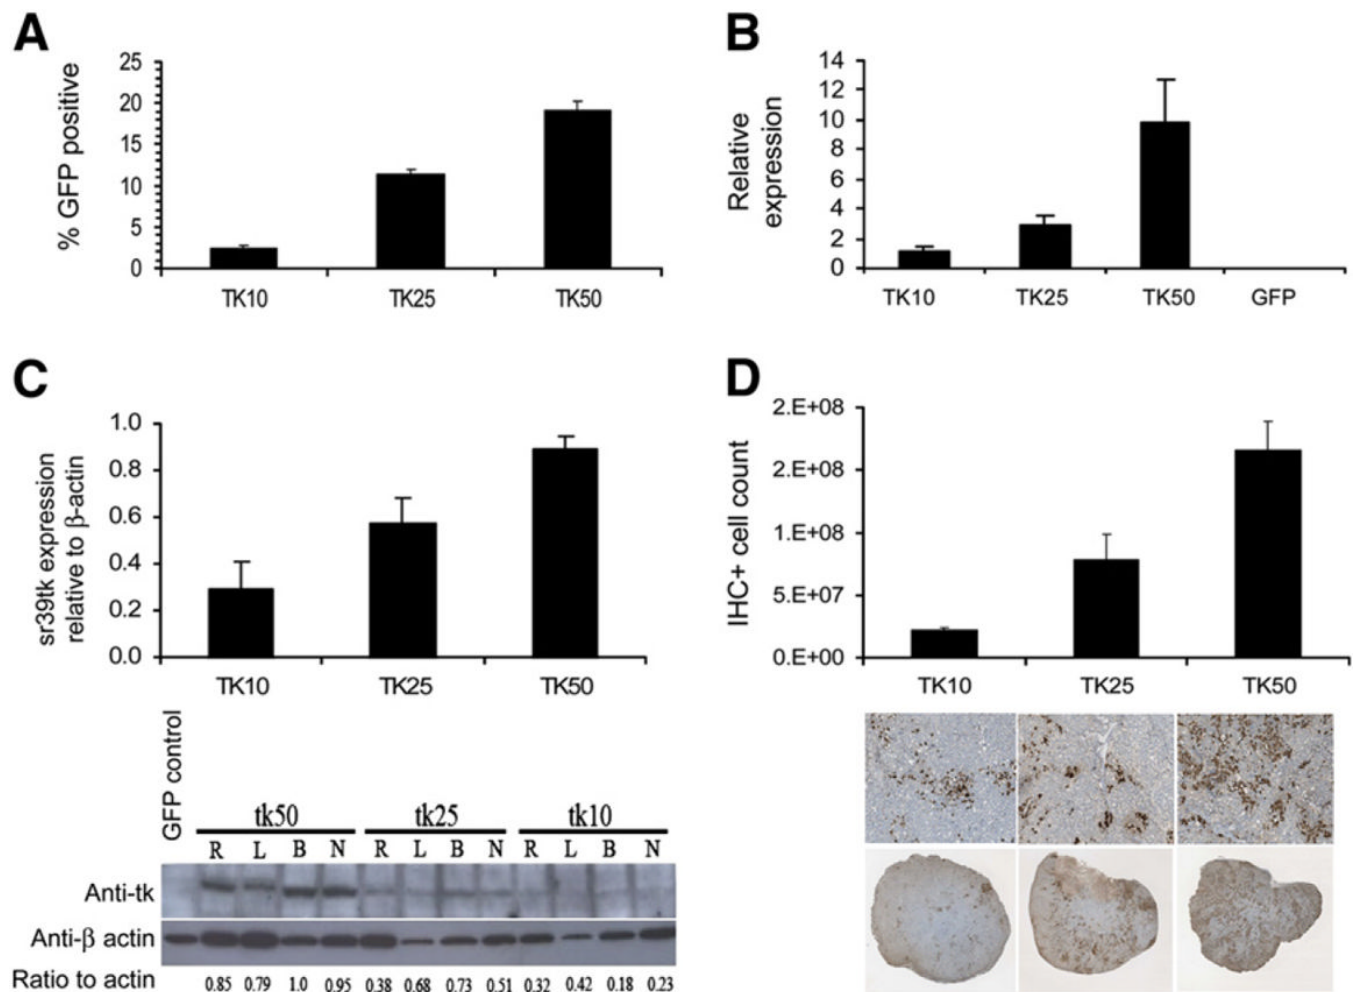 A
% GFP positive
25
20
15
10
5
0
TK10 TK25 TK50
B
Relative
expression
14
12
10
8
6
4
2
0
TK10 TK25 TK50 GFP
C
sr39tk expression
relative to β-actin
1.0
0.8
0.6
0.4
0.2
0.0
TK10 TK25 TK50
GFP control
tk50 tk25 tk10
R L B N R L B N R L B N
Anti-tk
Anti-β actin
Ratio to actin 0.85 0.79 1.0 0.95 0.38 0.68 0.73 0.51 0.32 0.42 0.18 0.23
D
IHC+ cell count
2.E+08
2.E+08
1.E+08
5.E+07
0.E+00
TK10 TK25 TK50